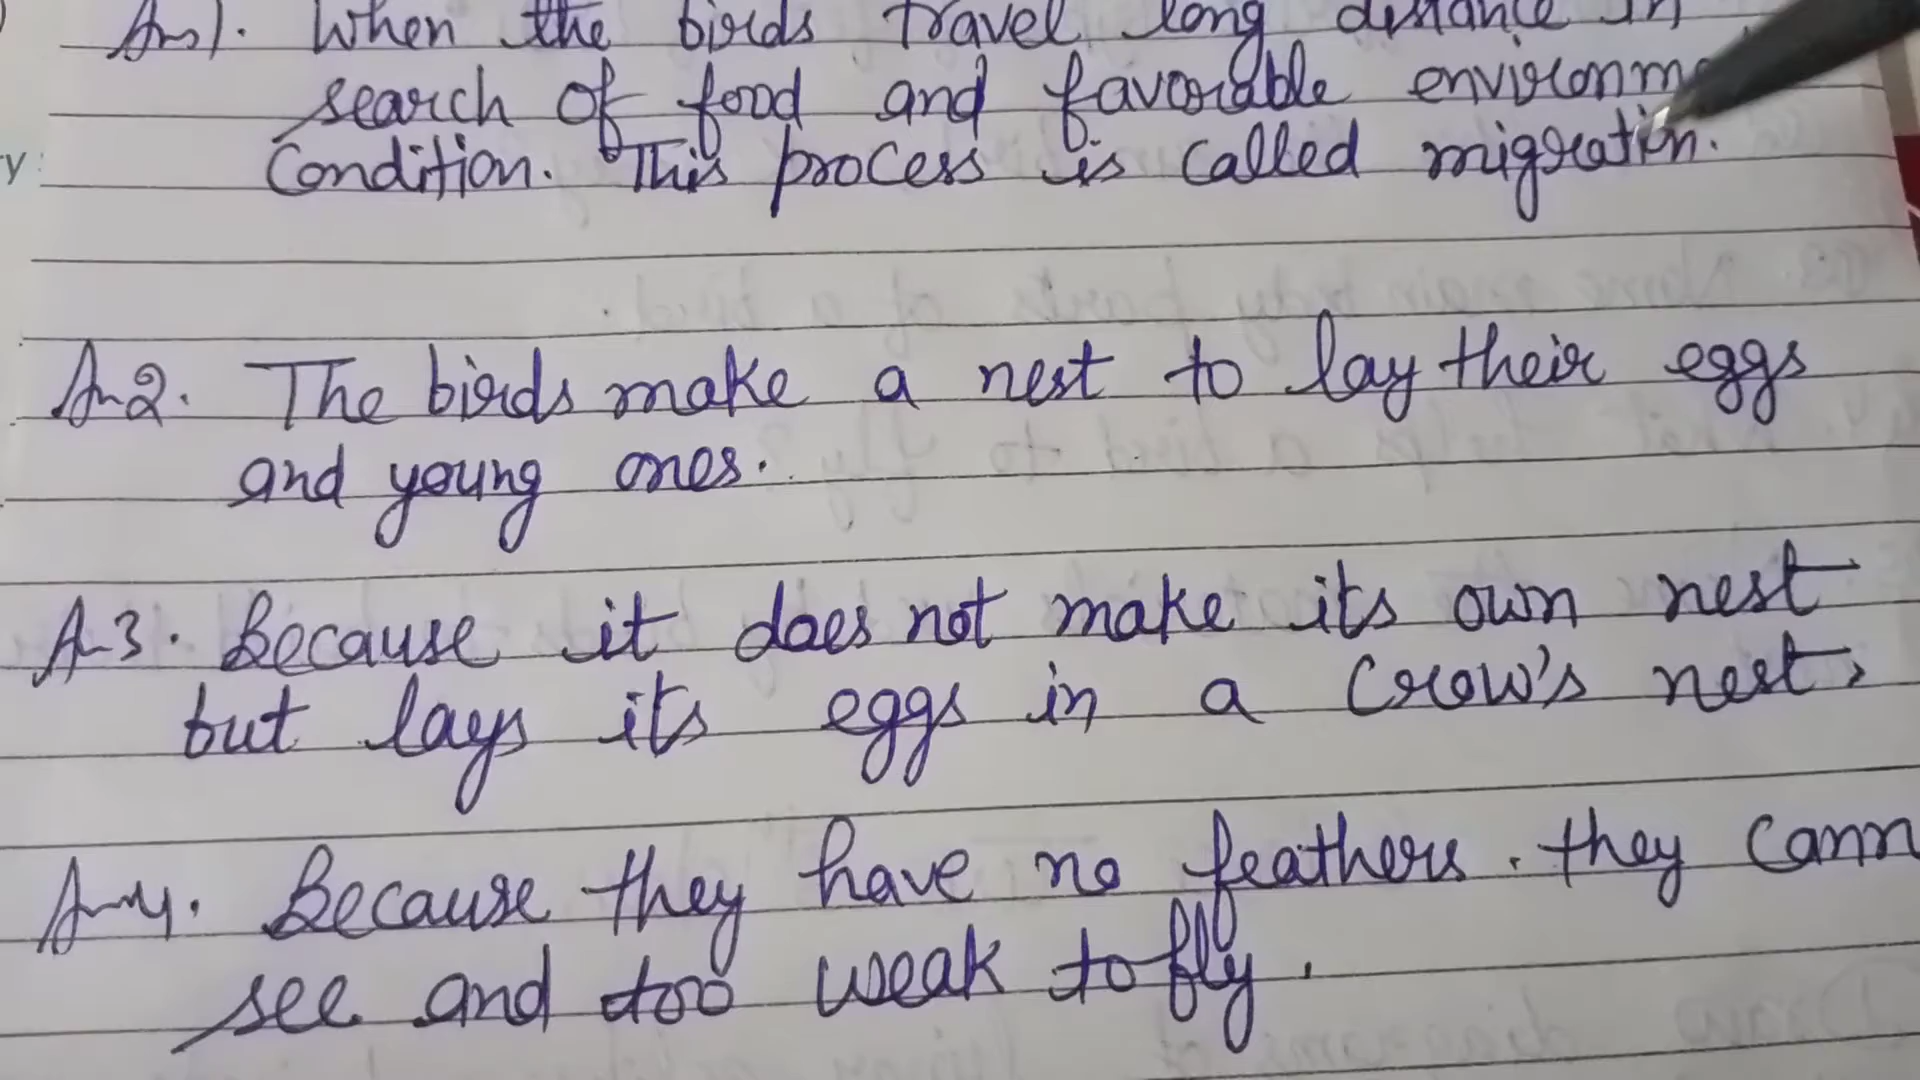 Ans1. When the birds travel long distance in
search of food and favorable environme
Condition. This process is called migration.
An2. The birds make a nest to lay their eggs
and young ones.
An3. Because it does not make its own nest
but lays its eggs in a Crow's nest.
An4. Because they have no feathers. they cann
see and too weak to fly.